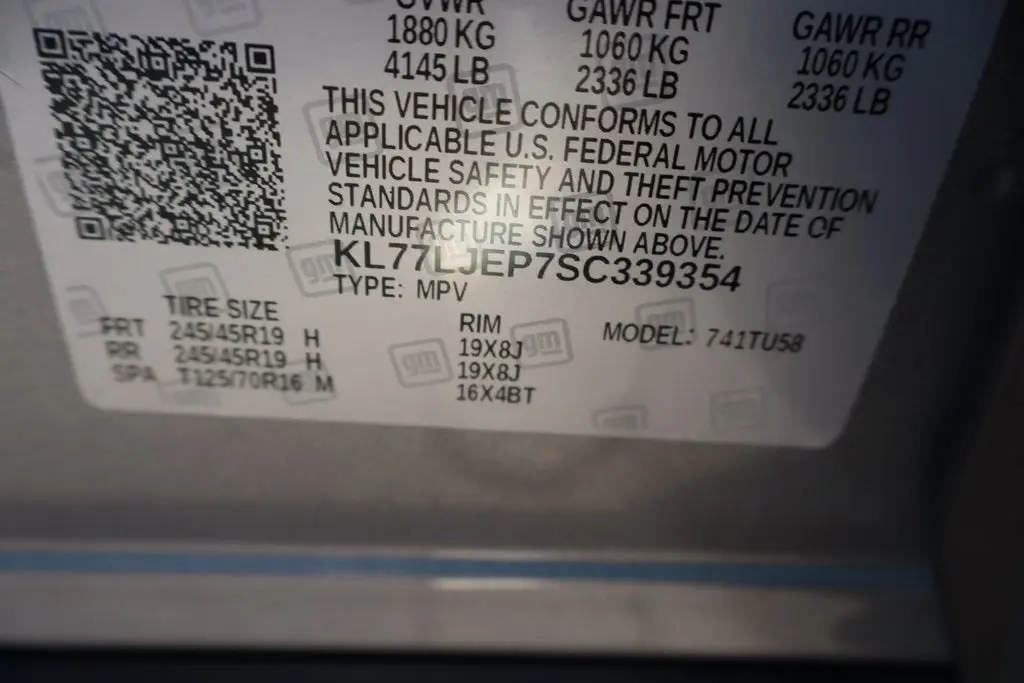 GVWR GAWR FRT GAWR RR
1880 KG 1060 KG 1060 KG
4145 LB 2336 LB 2336 LB
THIS VEHICLE CONFORMS TO ALL
APPLICABLE U.S. FEDERAL MOTOR
VEHICLE SAFETY AND THEFT PREVENTION
STANDARDS IN EFFECT ON THE DATE OF
MANUFACTURE SHOWN ABOVE.
KL77LJEP7SC339354
TYPE: MPV
TIRE SIZE RIM MODEL: 741TU58
FRT 245/45R19 H 19X8J
RR 245/45R19 H 19X8J
SPA T125/70R16 M 16X4BT